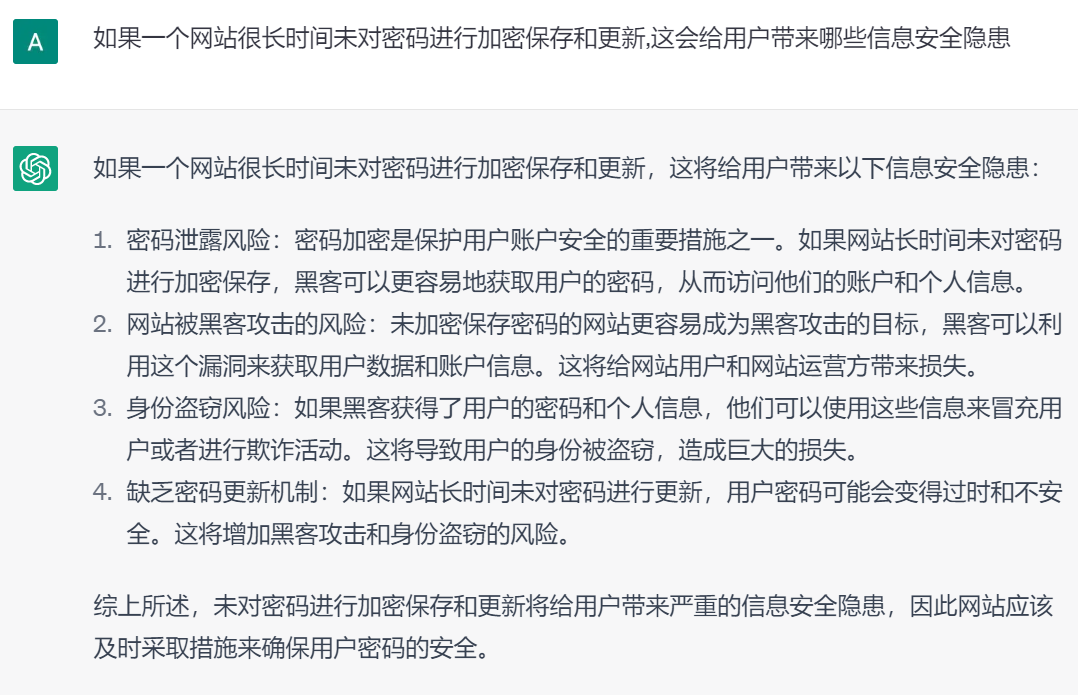 A
如果一个网站很长时间未对密码进行加密保存和更新,这会给用户带来哪些信息安全隐患
如果一个网站很长时间未对密码进行加密保存和更新，这将给用户带来以下信息安全隐患：
1. 密码泄露风险：密码加密是保护用户账户安全的重要措施之一。如果网站长时间未对密码
进行加密保存，黑客可以更容易地获取用户的密码，从而访问他们的账户和个人信息。
2. 网站被黑客攻击的风险：未加密保存密码的网站更容易成为黑客攻击的目标，黑客可以利
用这个漏洞来获取用户数据和账户信息。这将给网站用户和网站运营方带来损失。
3. 身份盗窃风险：如果黑客获得了用户的密码和个人信息，他们可以使用这些信息来冒充用
户或者进行欺诈活动。这将导致用户的身份被盗窃，造成巨大的损失。
4. 缺乏密码更新机制：如果网站长时间未对密码进行更新，用户密码可能会变得过时和不安
全。这将增加黑客攻击和身份盗窃的风险。
综上所述，未对密码进行加密保存和更新将给用户带来严重的信息安全隐患，因此网站应该
及时采取措施来确保用户密码的安全。